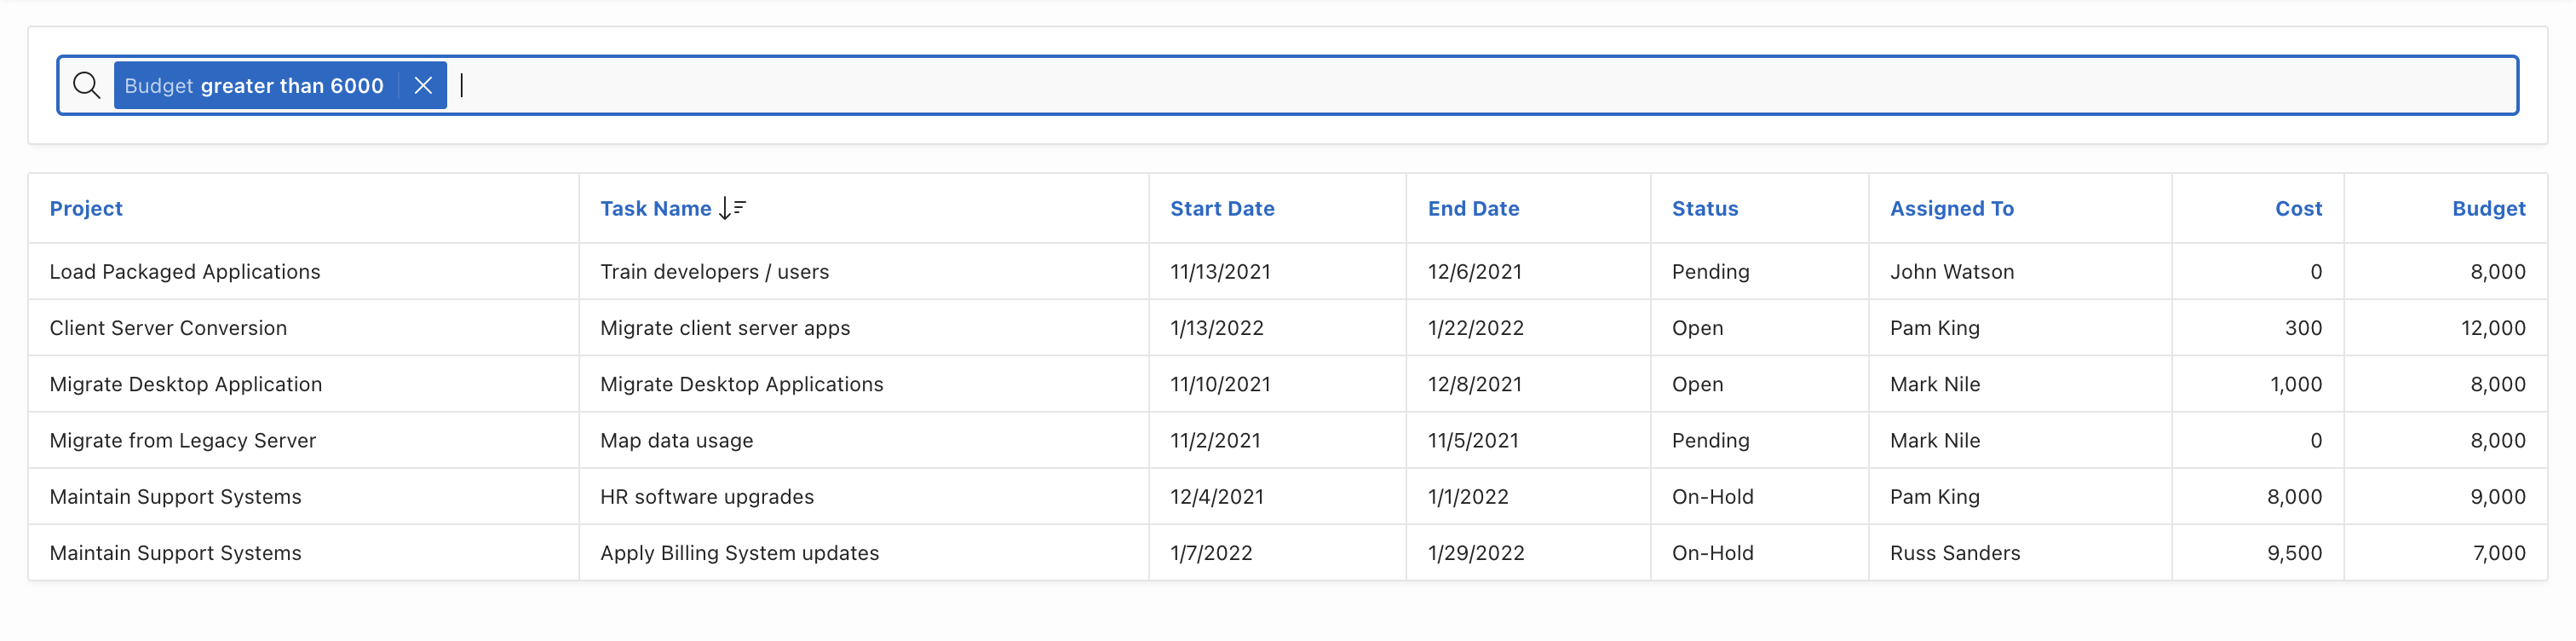 Budget greater than 6000
Project Task Name Start Date End Date Status Assigned To Cost Budget
Load Packaged Applications Train developers / users 11/13/2021 12/6/2021 Pending John Watson 0 8,000
Client Server Conversion Migrate client server apps 1/13/2022 1/22/2022 Open Pam King 300 12,000
Migrate Desktop Application Migrate Desktop Applications 11/10/2021 12/8/2021 Open Mark Nile 1,000 8,000
Migrate from Legacy Server Map data usage 11/2/2021 11/5/2021 Pending Mark Nile 0 8,000
Maintain Support Systems HR software upgrades 12/4/2021 1/1/2022 On-Hold Pam King 8,000 9,000
Maintain Support Systems Apply Billing System updates 1/7/2022 1/29/2022 On-Hold Russ Sanders 9,500 7,000